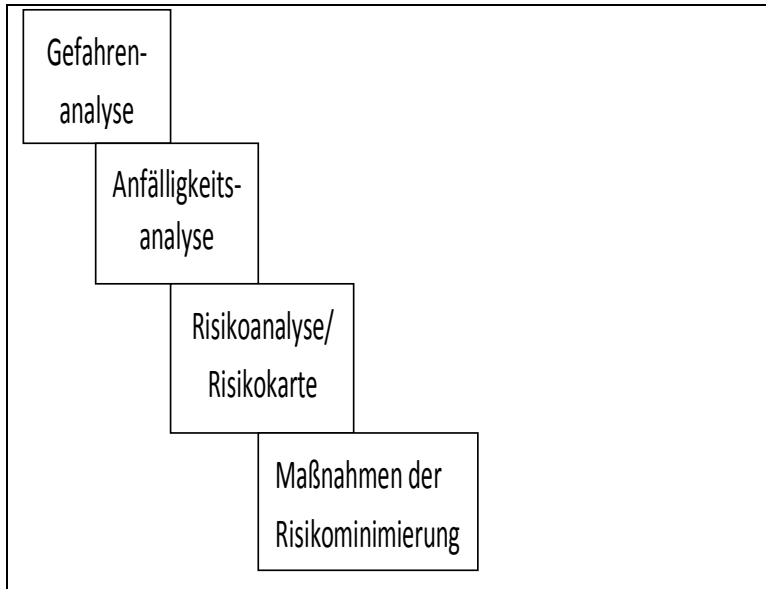 Gefahren-
analyse
Anfälligkeits-
analyse
Risikoanalyse/
Risikokarte
Maßnahmen der
Risikominimierung